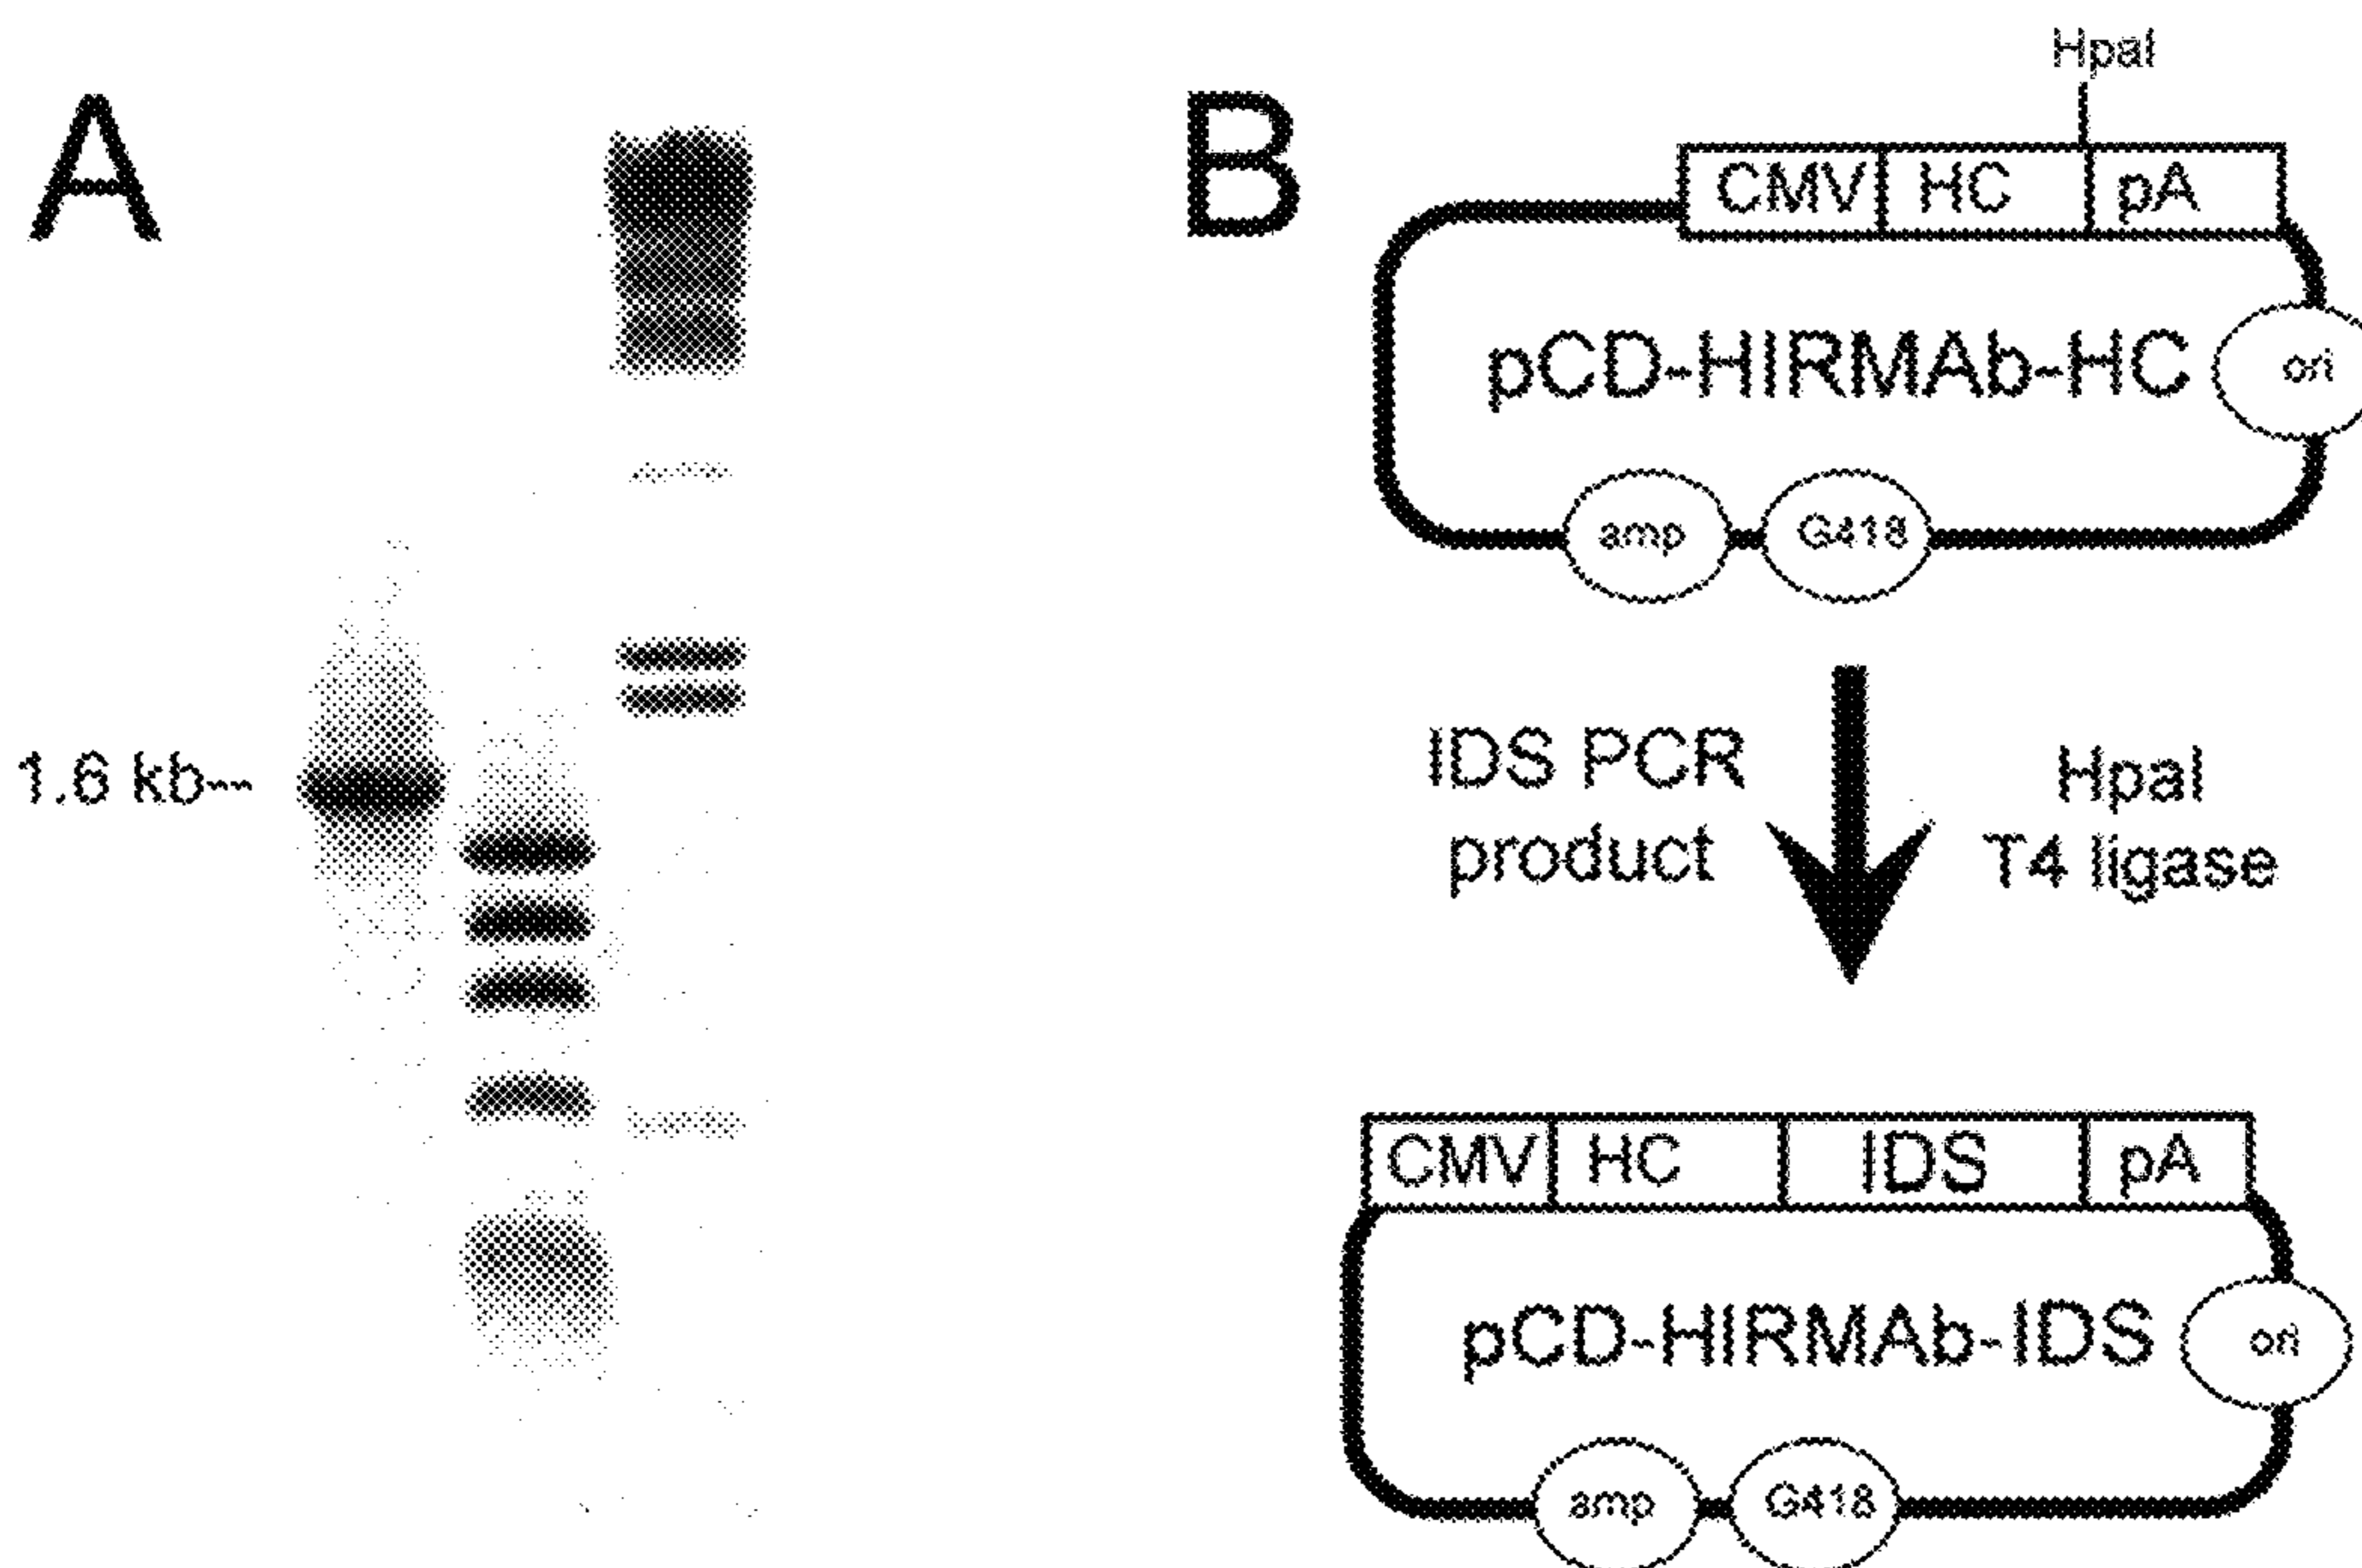 A
1.6 kb--
B
HpaI
CMV HC pA
pCD-HIRMAb-HC
ori
amp
G418
IDS PCR
product
HpaI
T4 ligase
CMV HC IDS pA
pCD-HIRMAb-IDS
ori
amp
G418